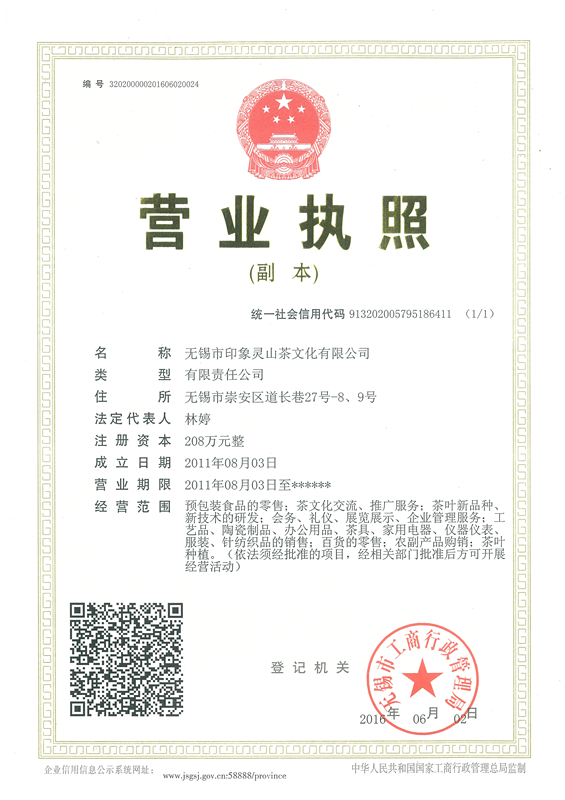 编 号 320200000201606020024
营业执照
(副 本)
统一社会信用代码 913202005795186411 （1/1）
名 称 无锡市印象灵山茶文化有限公司
类 型 有限责任公司
住 所 无锡市崇安区道长巷27号-8、9号
法定代表人 林婷
注册资本 208万元整
成立日期 2011年08月03日
营业期限 2011年08月03日至******
经营范围 预包装食品的零售；茶文化交流、推广服务；茶叶新品种、
新技术的研发；会务、礼仪、展览展示、企业管理服务；工
艺品、陶瓷制品、办公用品、茶具、家用电器、仪器仪表、
服装、针纺织品的销售；百货的零售；农副产品购销；茶叶
种植。（依法须经批准的项目，经相关部门批准后方可开展
经营活动）
登记机关
无锡市工商行政管理局
2016年 06月 02日
企业信用信息公示系统网址： www.jsgsj.gov.cn:58888/province
中华人民共和国国家工商行政管理总局监制